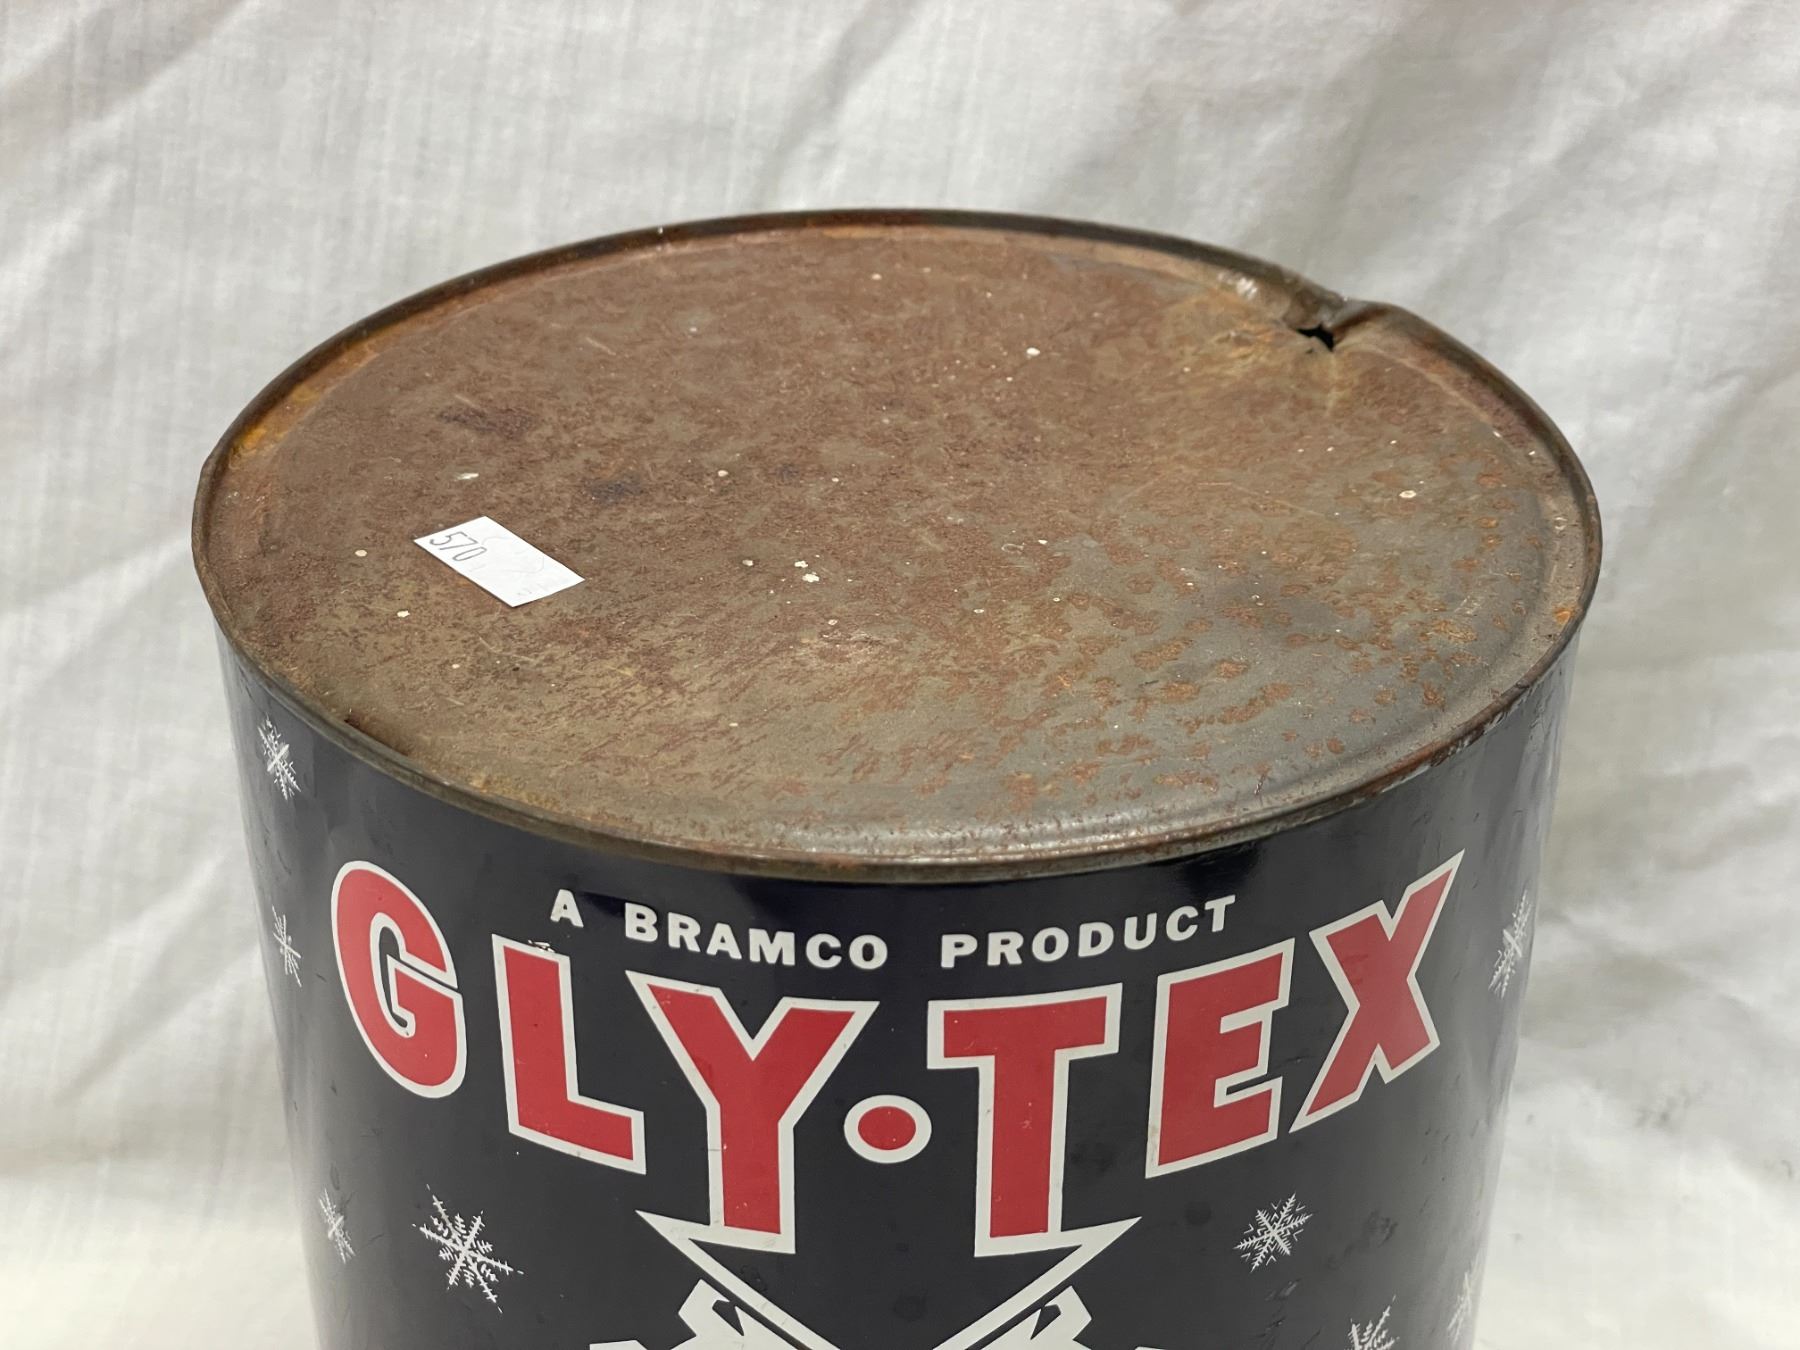 570
A BRAMCO PRODUCT
GLY•TEX